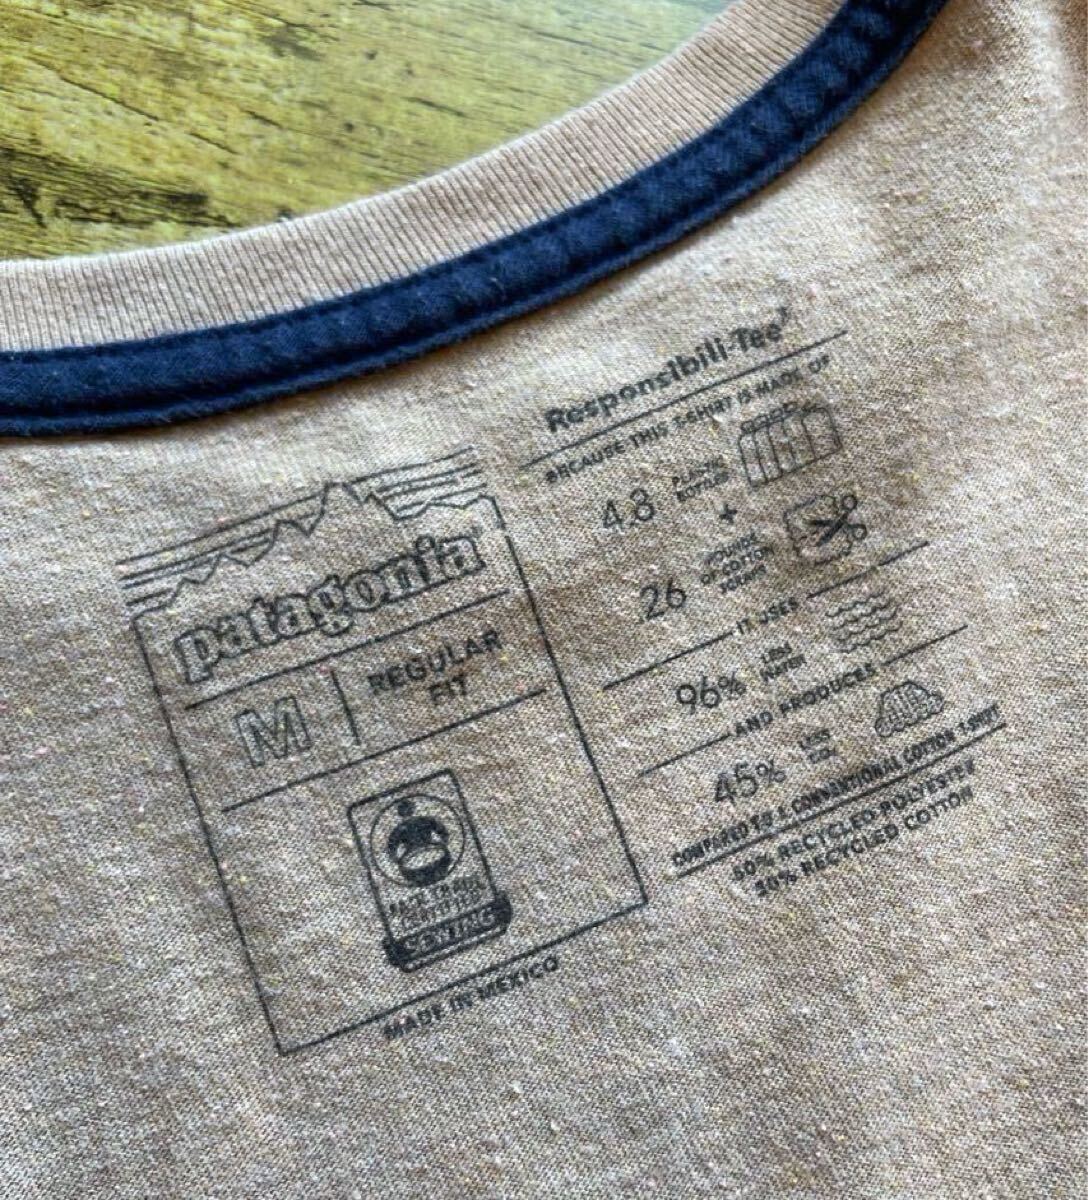 patagonia®
M
REGULAR
FIT
FAIR TRADE
CERTIFIED
SEWING
MADE IN MEXICO
Responsibili-Tee®
BECAUSE THIS T-SHIRT IS MADE OF
4.8 PLASTIC
BOTTLES
+
26 SQUARE
OF COTTON
SCRAPS
IT USES
96% LESS
WATER
AND PRODUCES
45% LESS
CO₂
COMPARED TO A CONVENTIONAL COTTON T-SHIRT
50% RECYCLED POLYESTER
50% RECYCLED COTTON